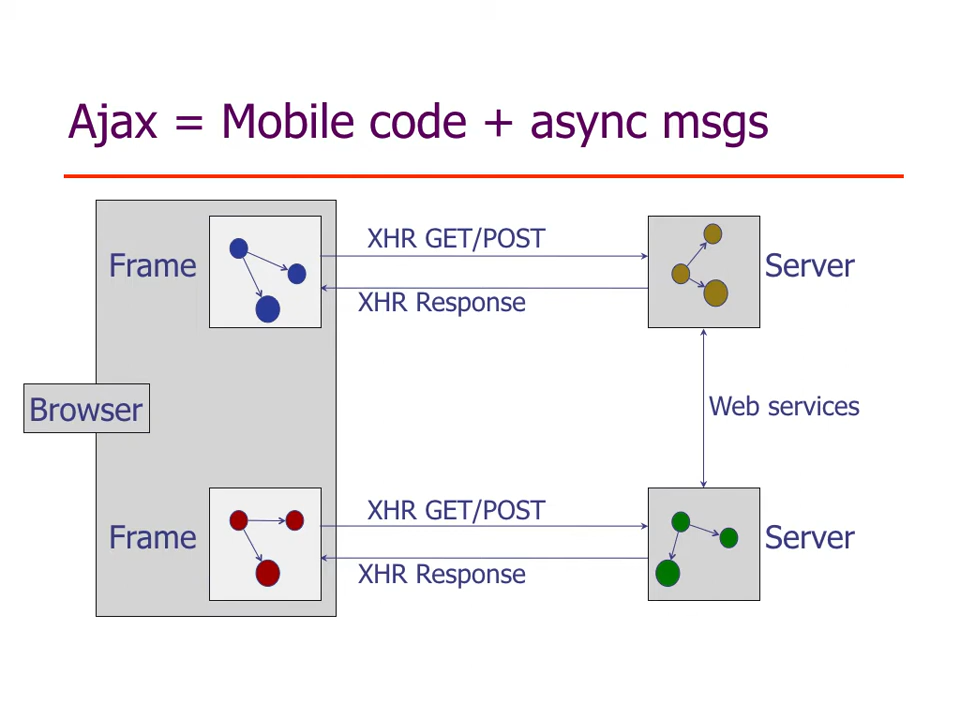 Ajax = Mobile code + async msgs
XHR GET/POST
Frame
Server
XHR Response
Browser
Web services
XHR GET/POST
Frame
Server
XHR Response